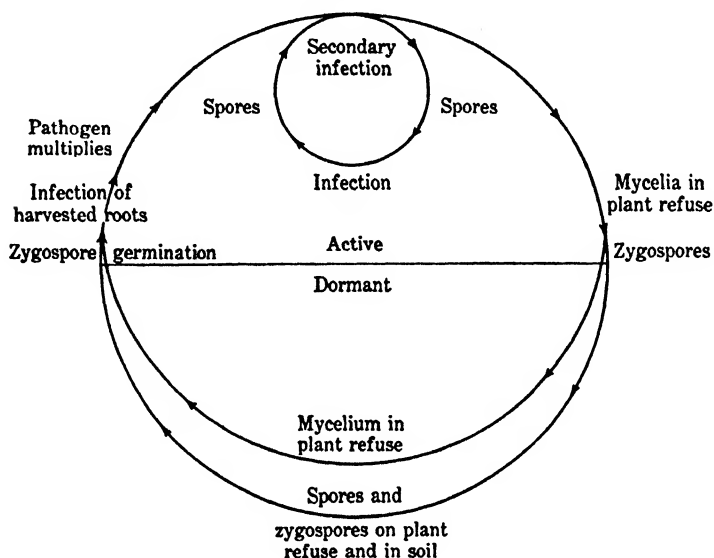 Secondary
infection
Spores
Spores
Infection
Pathogen
multiplies
Infection of
harvested roots
Zygospore germination
Mycelia in
plant refuse
Zygospores
Active
Dormant
Mycelium in
plant refuse
Spores and
zygospores on plant
refuse and in soil